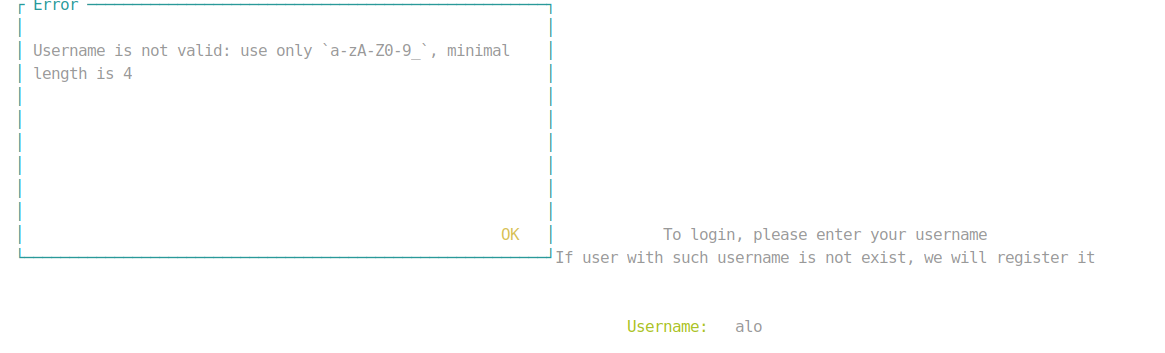 Error
Username is not valid: use only `a-zA-Z0-9_`, minimal
length is 4
OK
To login, please enter your username
If user with such username is not exist, we will register it
Username: alo